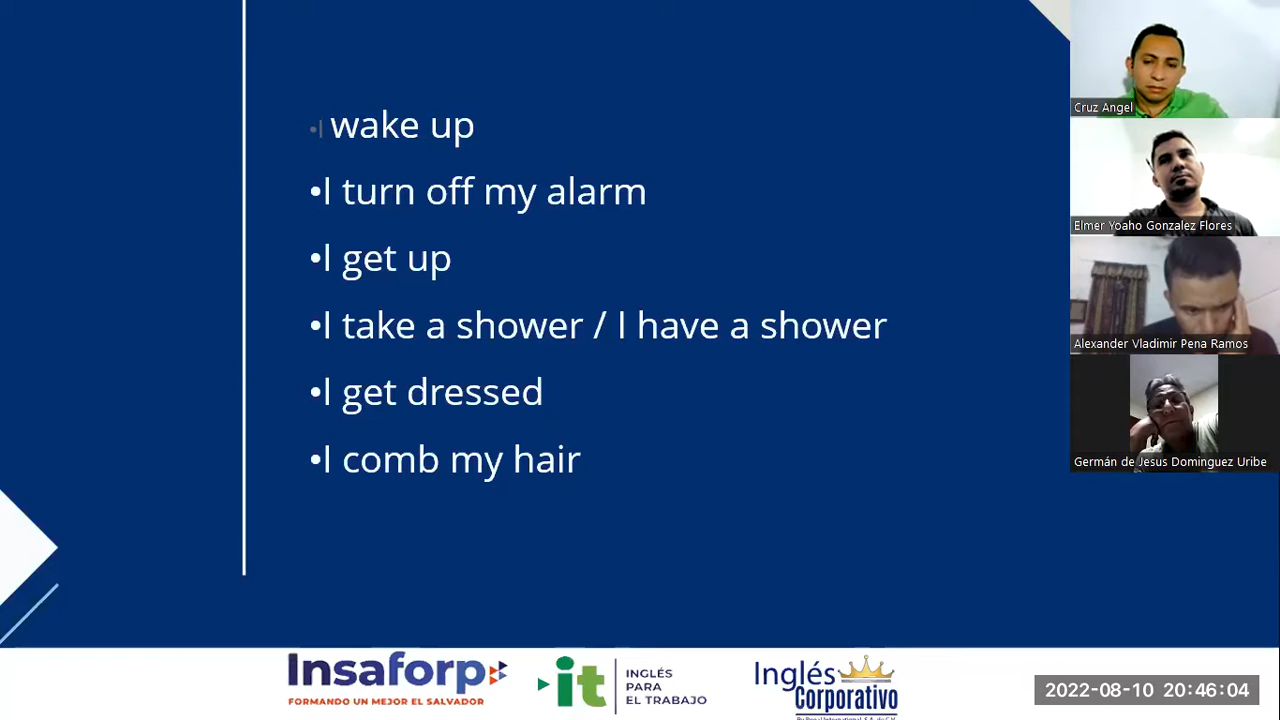 •I wake up
•I turn off my alarm
•I get up
•I take a shower / I have a shower
•I get dressed
•I comb my hair
Cruz Angel
Elmer Yoaho Gonzalez Flores
Alexander Vladimir Pena Ramos
Germán de Jesus Dominguez Uribe
Insaforp
FORMANDO UN MEJOR EL SALVADOR
it
INGLÉS
PARA
EL TRABAJO
Inglés
Corporativo
2022-08-10 20:46:04